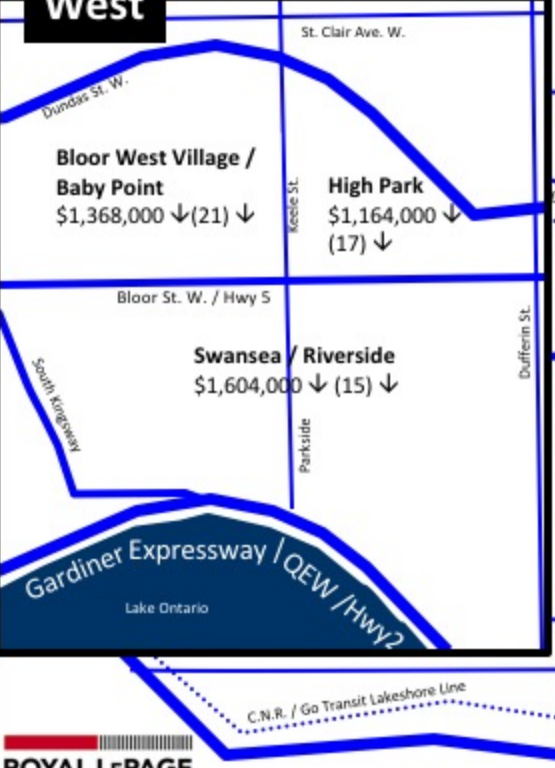 West
St. Clair Ave. W.
Dundas St. W.
Bloor West Village /
Baby Point
$1,368,000 ↓(21) ↓
Keele St.
High Park
$1,164,000 ↓
(17) ↓
Bloor St. W. / Hwy 5
Dufferin St.
South Kingsway
Swansea / Riverside
$1,604,000 ↓ (15) ↓
Parkside
Gardiner Expressway / QEW /Hwy2
Lake Ontario
C.N.R. / Go Transit Lakeshore Line
ROYAL LEPAGE